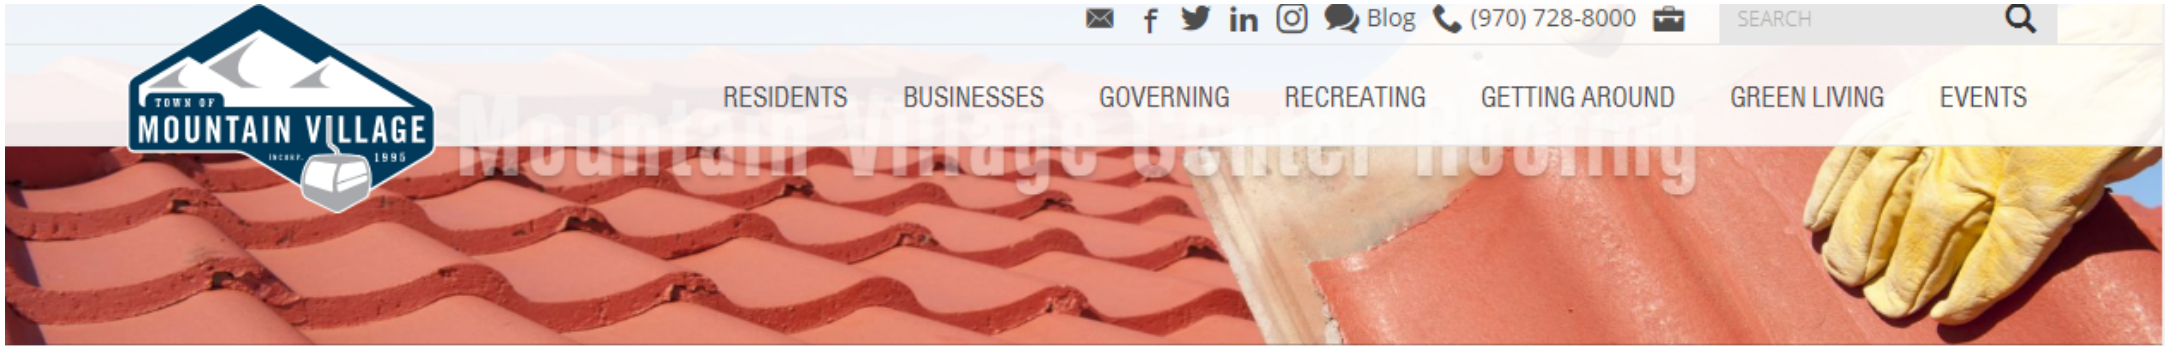 Blog (970) 728-8000 SEARCH
RESIDENTS BUSINESSES GOVERNING RECREATING GETTING AROUND GREEN LIVING EVENTS
TOWN OF
MOUNTAIN VILLAGE
INCORP. 1995
Mountain Village Center Roofing